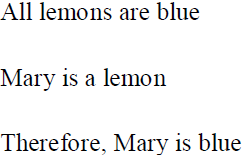 All lemons are blue
Mary is a lemon
Therefore, Mary is blue